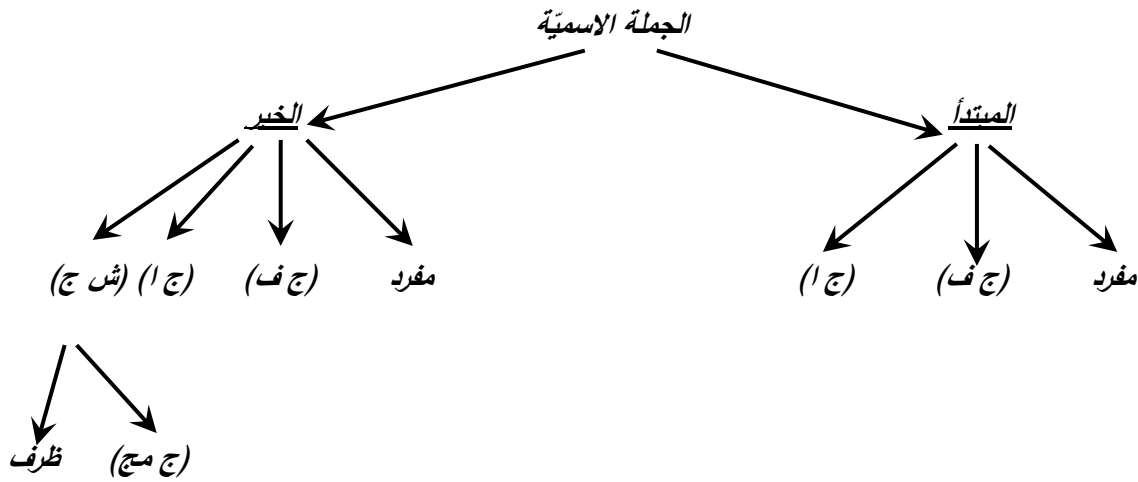 الجملة الاسميّة
المبتدأ الخبر
مفرد (ج ف) (ج ا) مفرد (ج ف) (ج ا) (ش ج)
(ج مج) ظرف